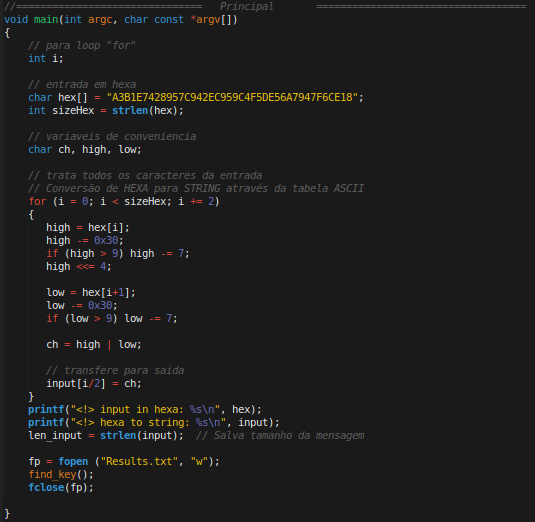 //=============================   Principal      =================================
void main(int argc, char const *argv[])
{
    // para loop "for"
    int i;

    // entrada em hexa
    char hex[] = "A3B1E7428957C942EC959C4F5DE56A7947F6CE18";
    int sizeHex = strlen(hex);

    // variaveis de conveniencia
    char ch, high, low;

    // trata todos os caracteres da entrada
    // Conversão de HEXA para STRING através da tabela ASCII
    for (i = 0; i < sizeHex; i += 2)
    {
       high = hex[i];
       high -= 0x30;
       if (high > 9) high -= 7;
       high <<= 4;

       low = hex[i+1];
       low -= 0x30;
       if (low > 9) low -= 7;

       ch = high | low;

       // transfere para saida
       input[i/2] = ch;
    }
    printf("<!> input in hexa: %s\n", hex);
    printf("<!> hexa to string: %s\n", input);
    len_input = strlen(input);  // Salva tamanho da mensagem

    fp = fopen ("Results.txt", "w");
    find_key();
    fclose(fp);

}